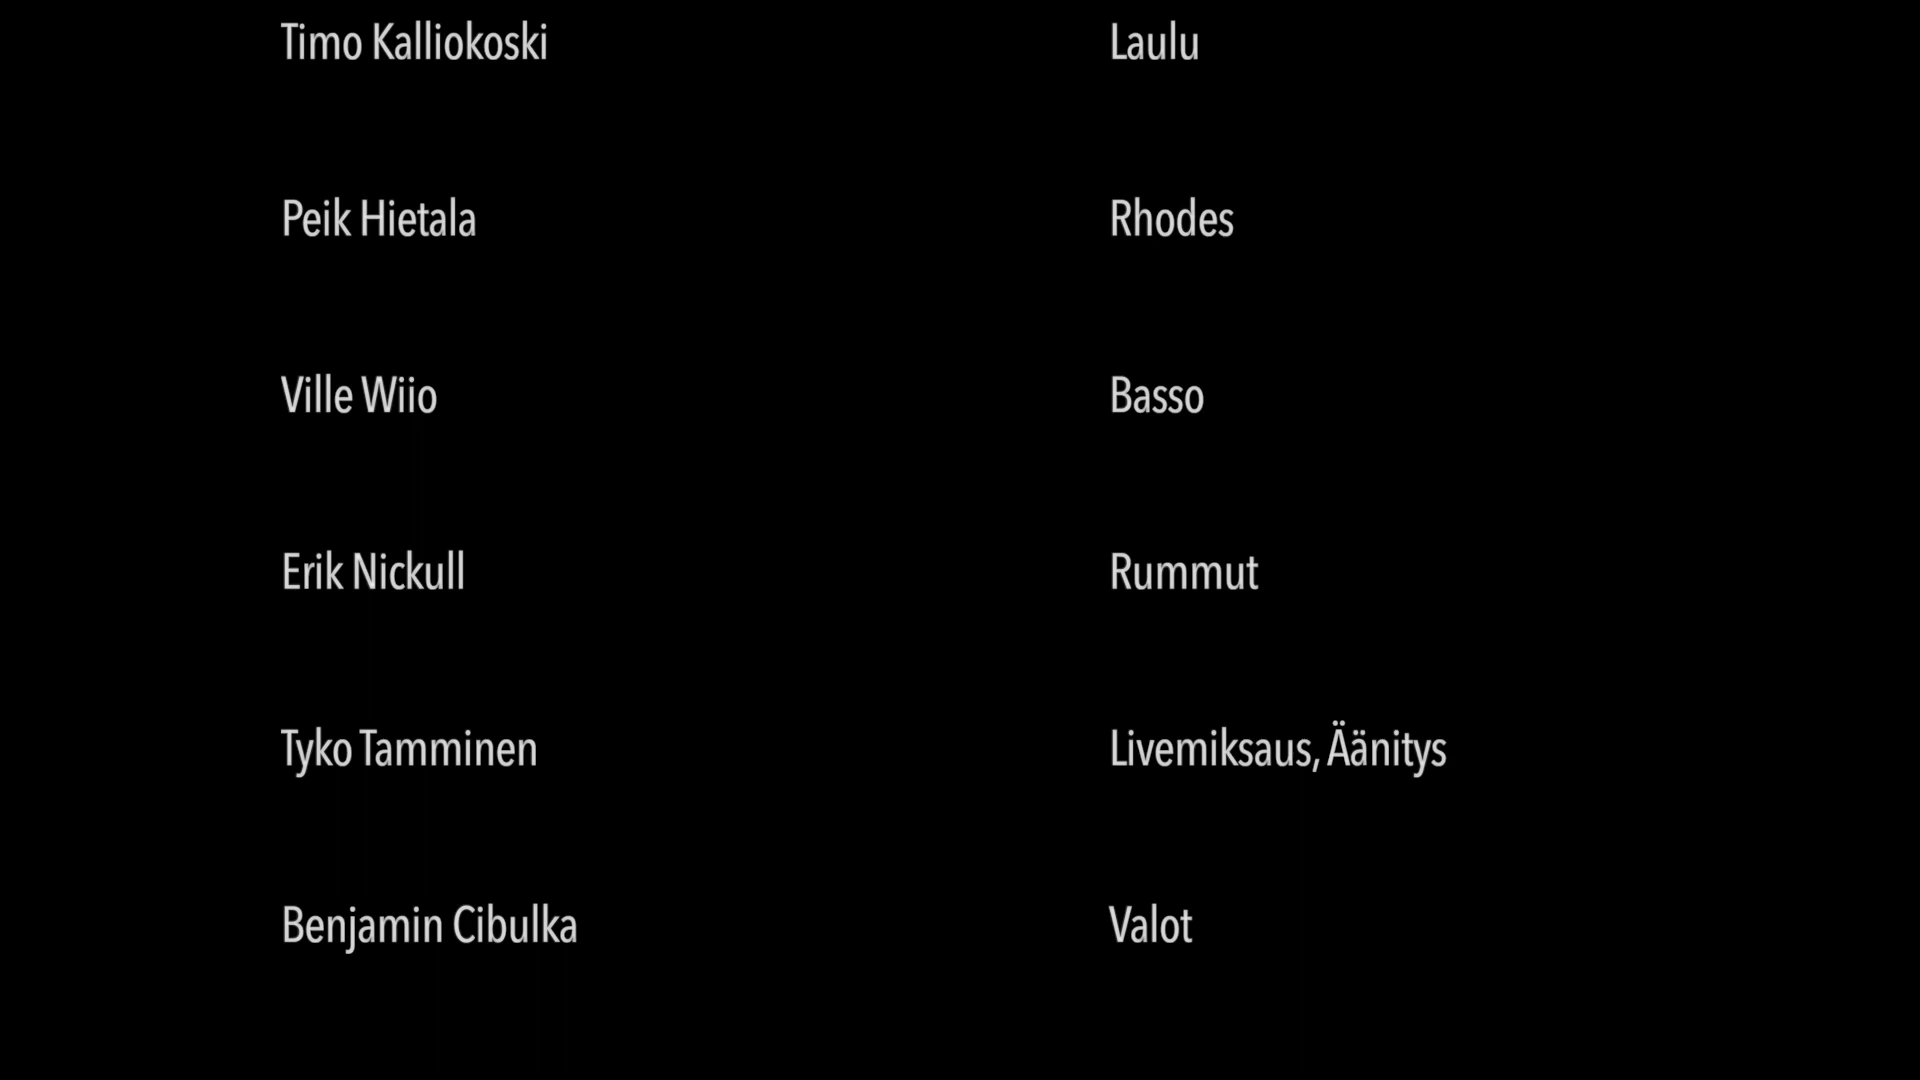 Timo Kalliokoski Laulu
Peik Hietala Rhodes
Ville Wiio Basso
Erik Nickull Rummut
Tyko Tamminen Livemiksaus, Äänitys
Benjamin Cibulka Valot